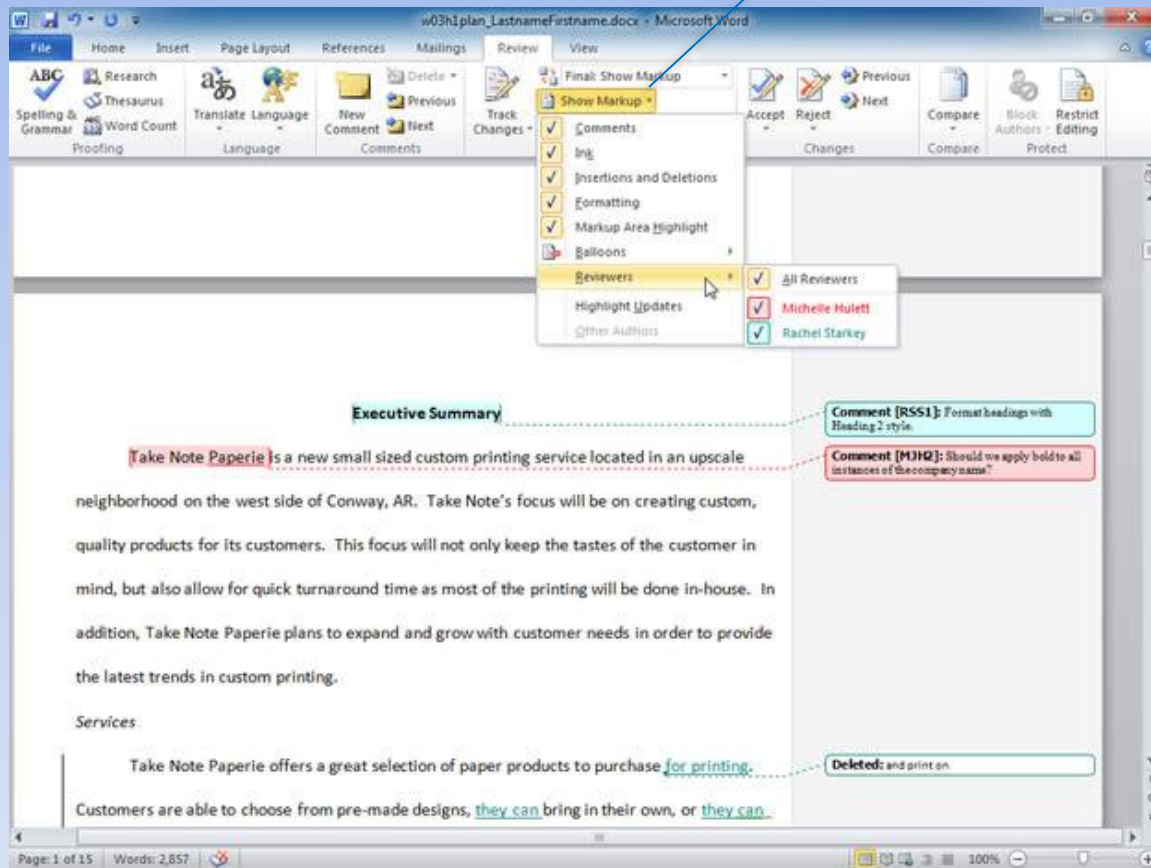 w03h1plan_LastnameFirstname.docx - Microsoft Word
File Home Insert Page Layout References Mailings Review View
ABC Spelling & Grammar
Research
Thesaurus
Word Count
Proofing
Translate Language
Language
New Comment
Delete
Previous
Next
Comments
Track Changes
Final: Show Markup
Show Markup
Comments
Ink
Insertions and Deletions
Formatting
Markup Area Highlight
Balloons
Reviewers
Highlight Updates
Other Authors
All Reviewers
Michelle Hulett
Rachel Starkey
Accept Reject
Previous
Next
Changes
Compare
Compare
Block Authors
Restrict Editing
Protect
Executive Summary
Comment [RSS1]: Format headings with
Heading 2 style.
Take Note Paperie is a new small sized custom printing service located in an upscale
Comment [MJH2]: Should we apply bold to all
instances of the company name?
neighborhood on the west side of Conway, AR. Take Note's focus will be on creating custom,
quality products for its customers. This focus will not only keep the tastes of the customer in
mind, but also allow for quick turnaround time as most of the printing will be done in-house. In
addition, Take Note Paperie plans to expand and grow with customer needs in order to provide
the latest trends in custom printing.
Services
Take Note Paperie offers a great selection of paper products to purchase for printing.
Deleted: and print on
Customers are able to choose from pre-made designs, they can bring in their own, or they can
Page: 1 of 15 Words: 2,857 100%